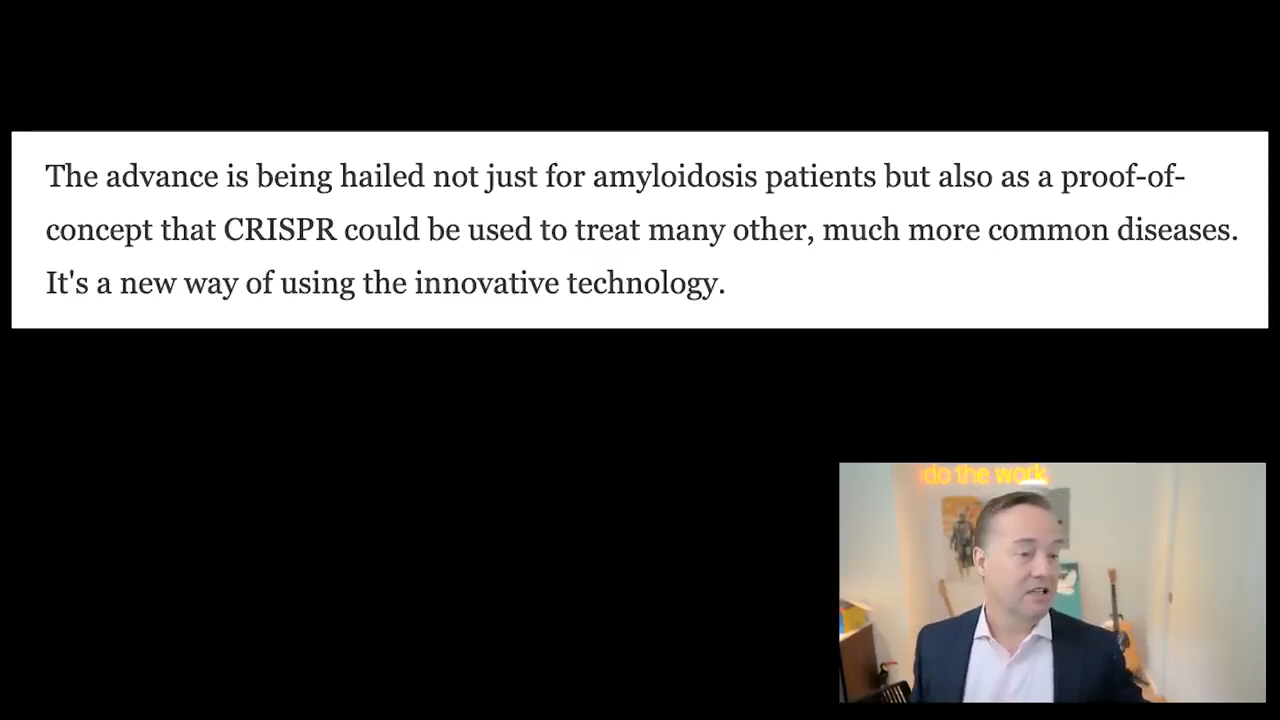 The advance is being hailed not just for amyloidosis patients but also as a proof-of-
concept that CRISPR could be used to treat many other, much more common diseases.
It's a new way of using the innovative technology.
do the work